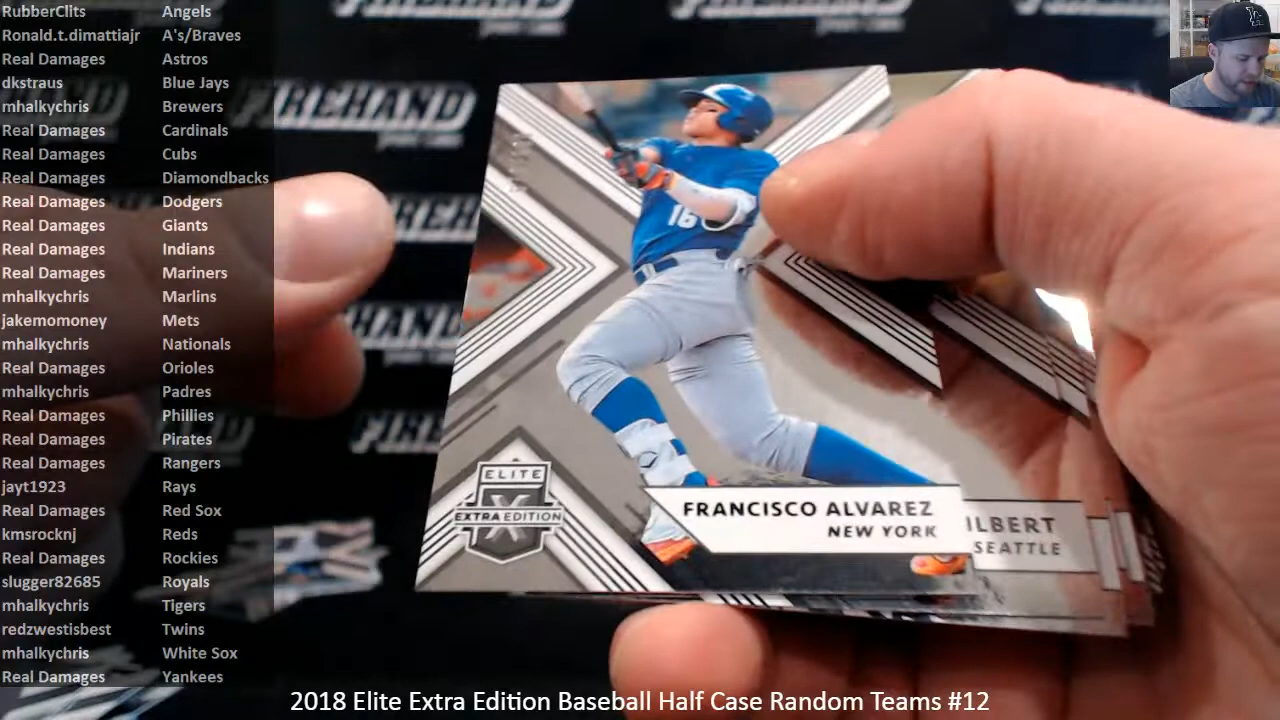 RubberClits Angels
Ronald.t.dimattiajr A's/Braves
Real Damages Astros
dkstraus Blue Jays
mhalkychris Brewers
Real Damages Cardinals
Real Damages Cubs
Real Damages Diamondbacks
Real Damages Dodgers
Real Damages Giants
Real Damages Indians
Real Damages Mariners
mhalkychris Marlins
jakemomoney Mets
mhalkychris Nationals
Real Damages Orioles
mhalkychris Padres
Real Damages Phillies
Real Damages Pirates
Real Damages Rangers
jayt1923 Rays
Real Damages Red Sox
kmsrocknj Reds
Real Damages Rockies
slugger82685 Royals
mhalkychris Tigers
redzwestisbest Twins
mhalkychris White Sox
Real Damages Yankees
FIREHAND
16
ELITE
EXTRA EDITION
X
FRANCISCO ALVAREZ
NEW YORK
ILBERT
SEATTLE
2018 Elite Extra Edition Baseball Half Case Random Teams #12